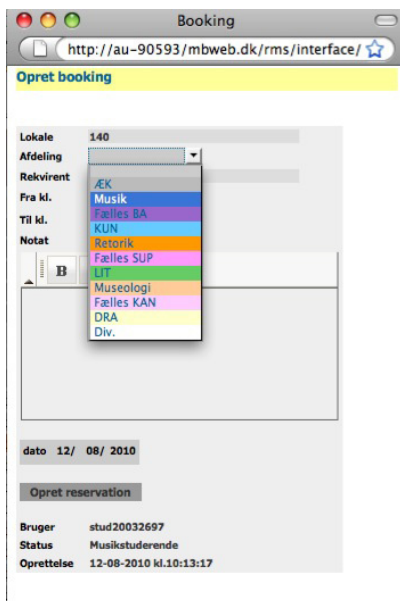 Booking
http://au-90593/mbweb.dk/rms/interface/
Opret booking
Lokale 140
Afdeling
Rekvirent
ÆK
Fra kl. Musik
Fælles BA
Til kl. KUN
Notat Retorik
Fælles SUP
B LIT
Museologi
Fælles KAN
DRA
Div.
dato 12/ 08/ 2010
Opret reservation
Bruger stud20032697
Status Musikstuderende
Oprettelse 12-08-2010 kl.10:13:17